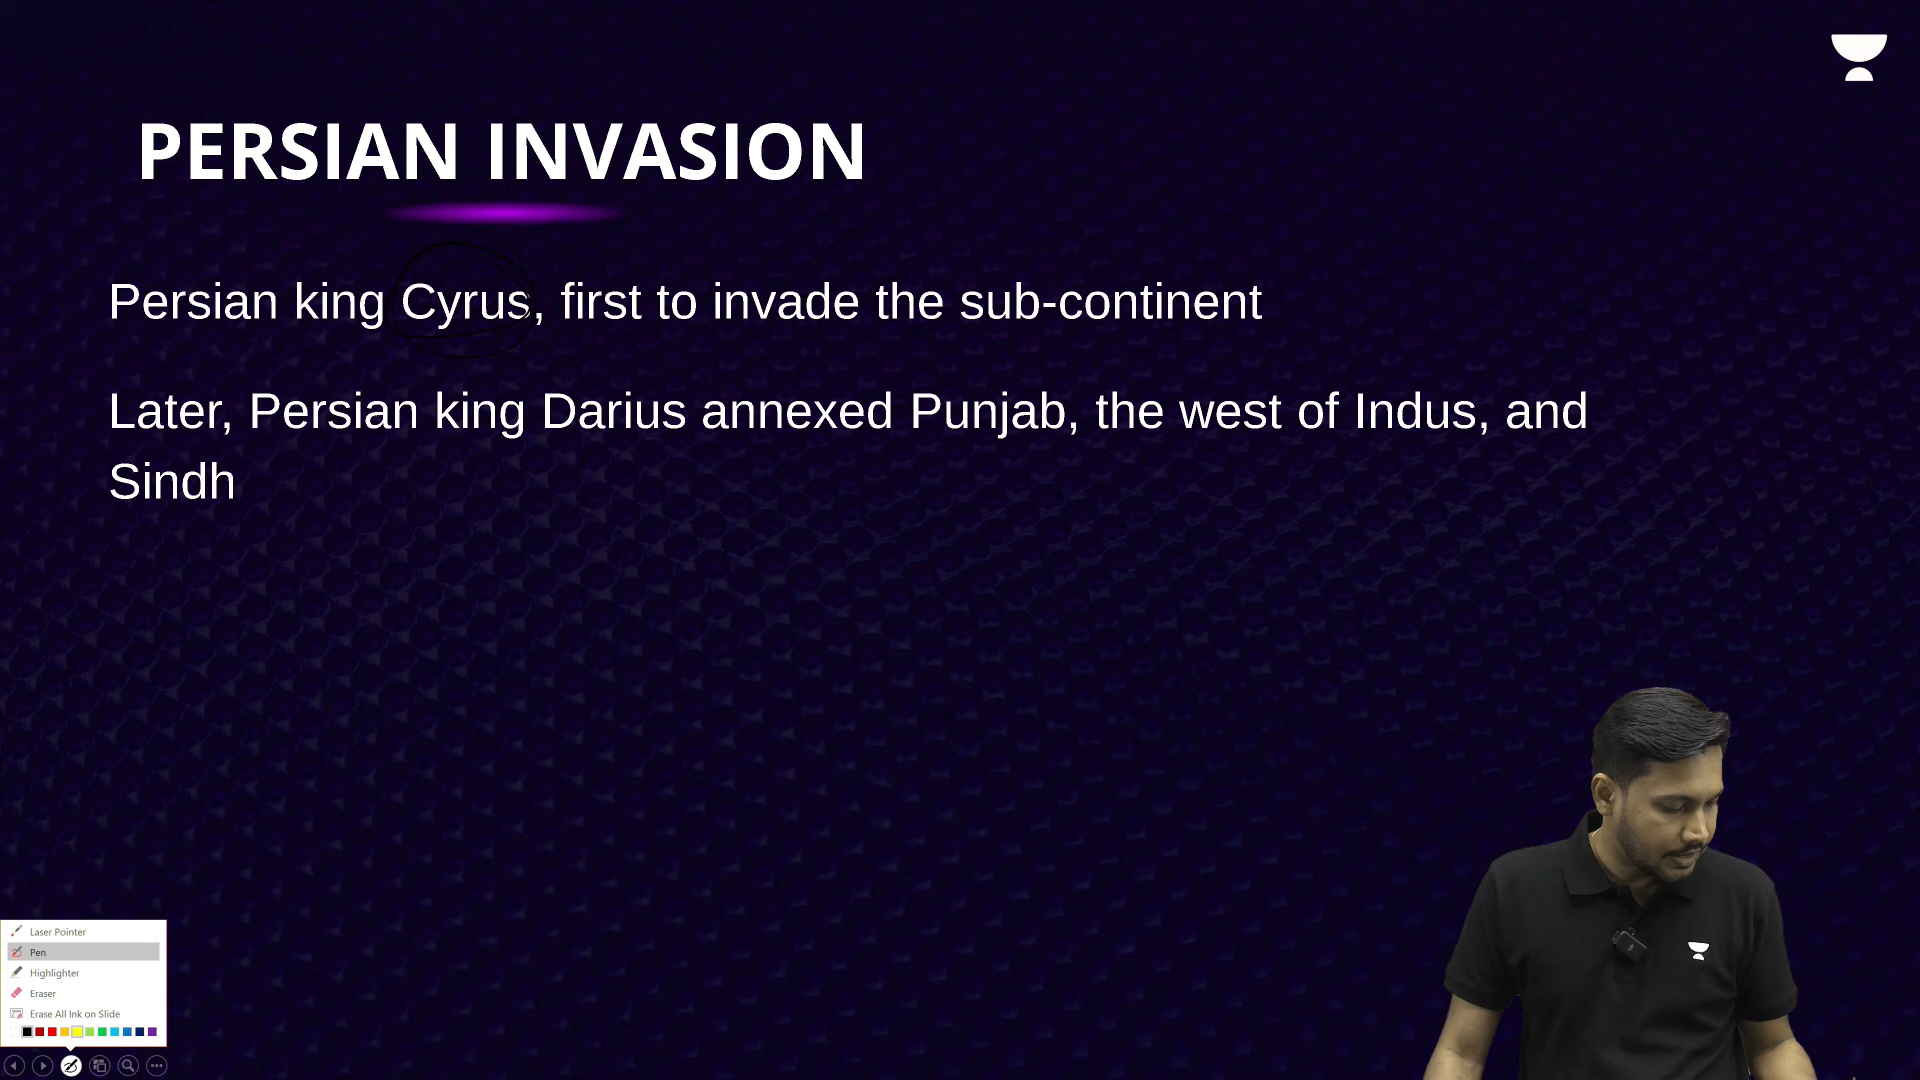 PERSIAN INVASION
Persian king Cyrus, first to invade the sub-continent
Later, Persian king Darius annexed Punjab, the west of Indus, and
Sindh
Laser Pointer
Pen
Highlighter
Eraser
Erase All Ink on Slide